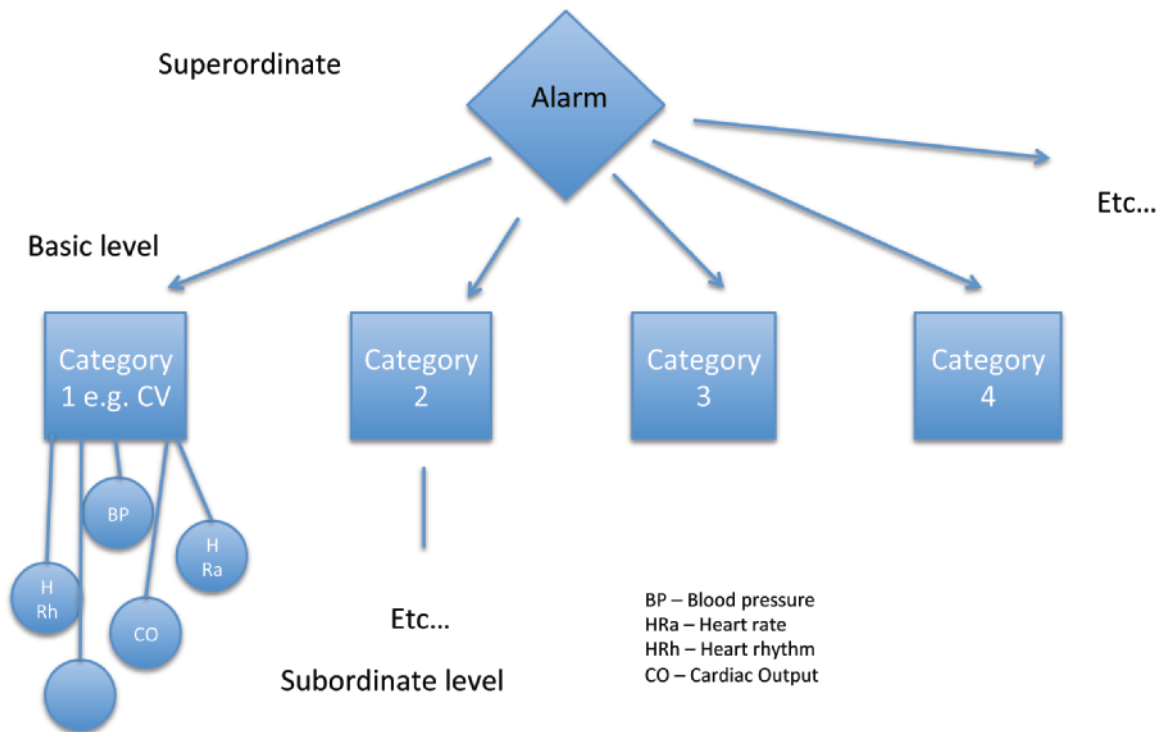 Superordinate
Alarm
Etc...
Basic level
Category
1 e.g. CV
Category
2
Category
3
Category
4
BP
H
Ra
H
Rh
CO
Etc...
Subordinate level
BP – Blood pressure
HRa – Heart rate
HRh – Heart rhythm
CO – Cardiac Output